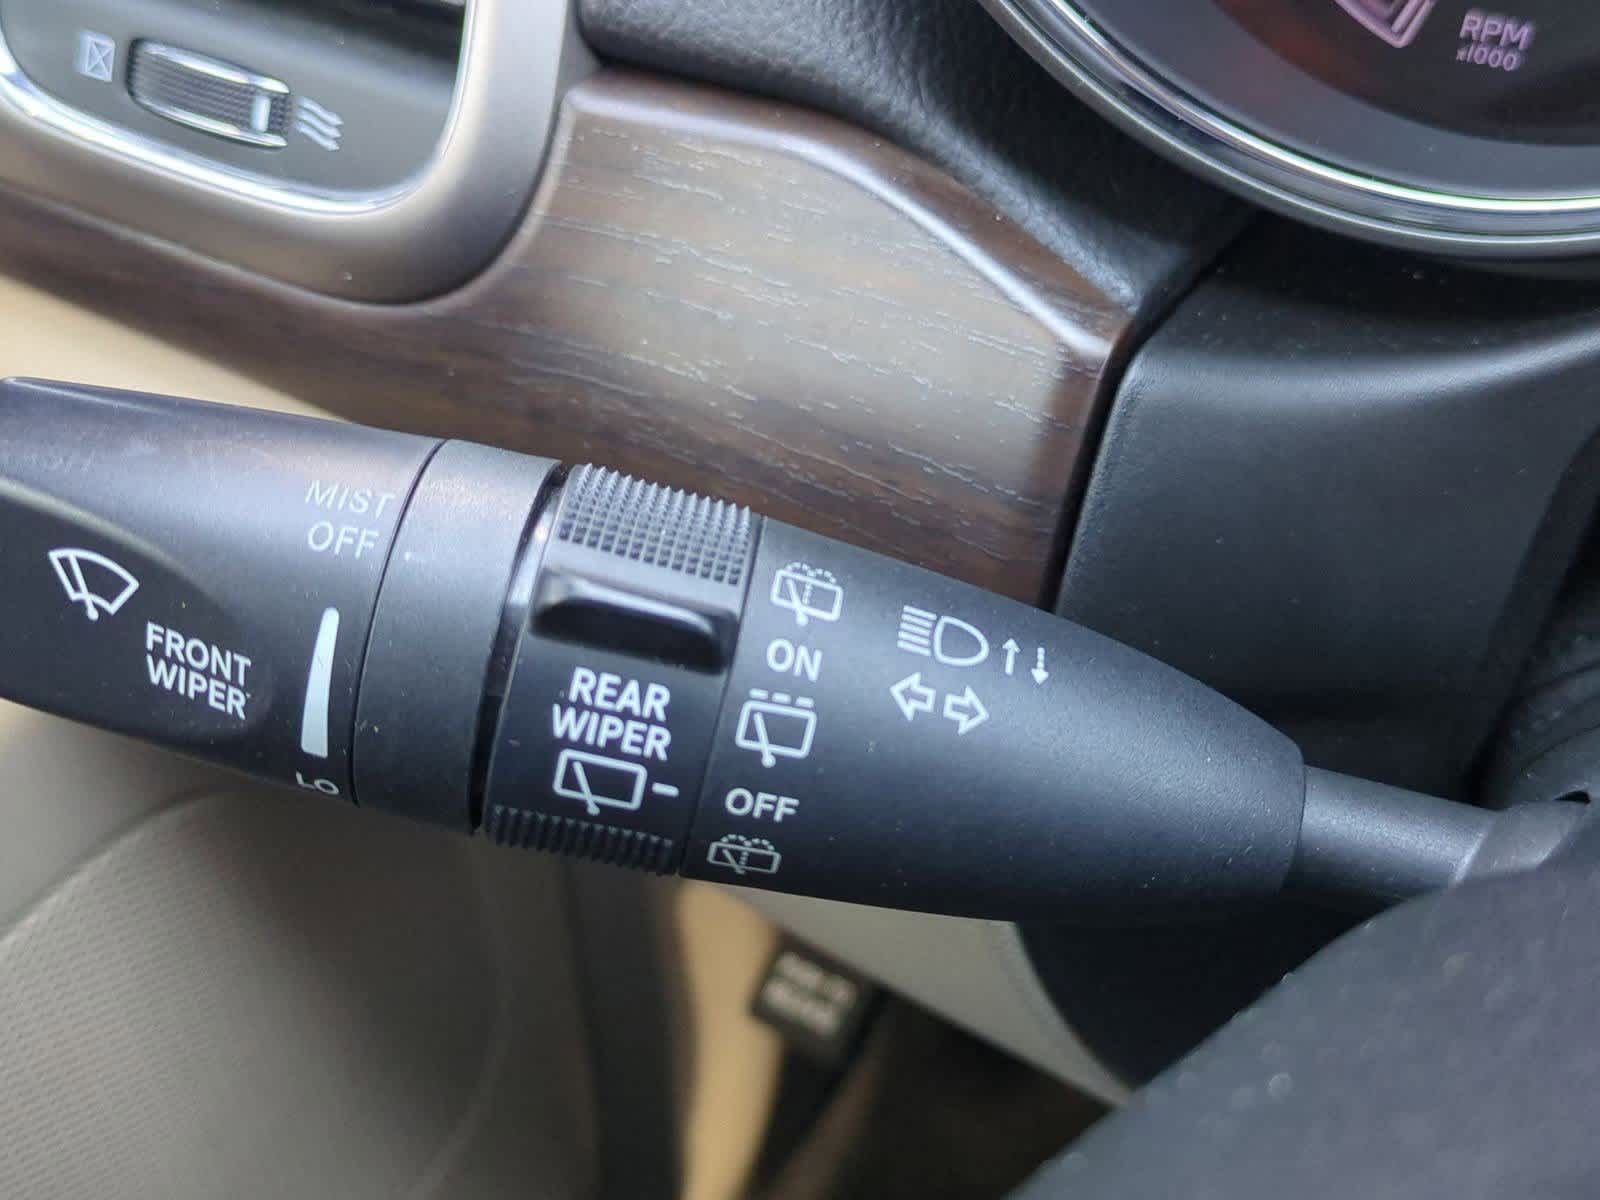 RPM
x1000
MIST
OFF
FRONT
WIPER
LO
REAR
WIPER
ON
OFF